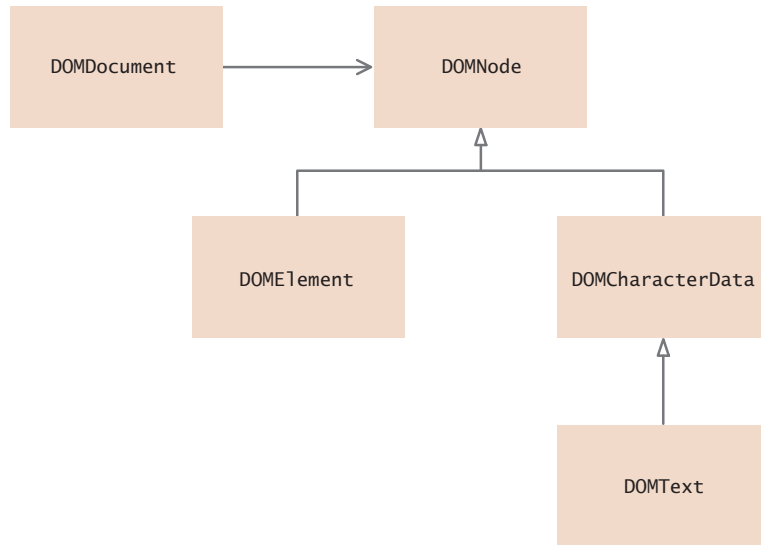 DOMDocument
DOMNode
DOMElement
DOMCharacterData
DOMText